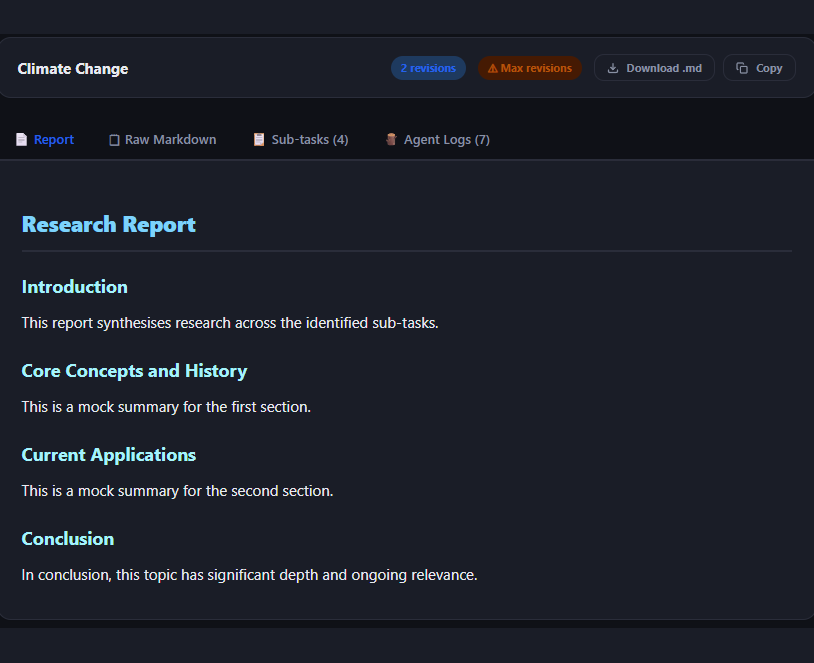 Climate Change
2 revisions
⚠ Max revisions
Download .md
Copy
Report
Raw Markdown
Sub-tasks (4)
Agent Logs (7)
Research Report
Introduction
This report synthesises research across the identified sub-tasks.
Core Concepts and History
This is a mock summary for the first section.
Current Applications
This is a mock summary for the second section.
Conclusion
In conclusion, this topic has significant depth and ongoing relevance.